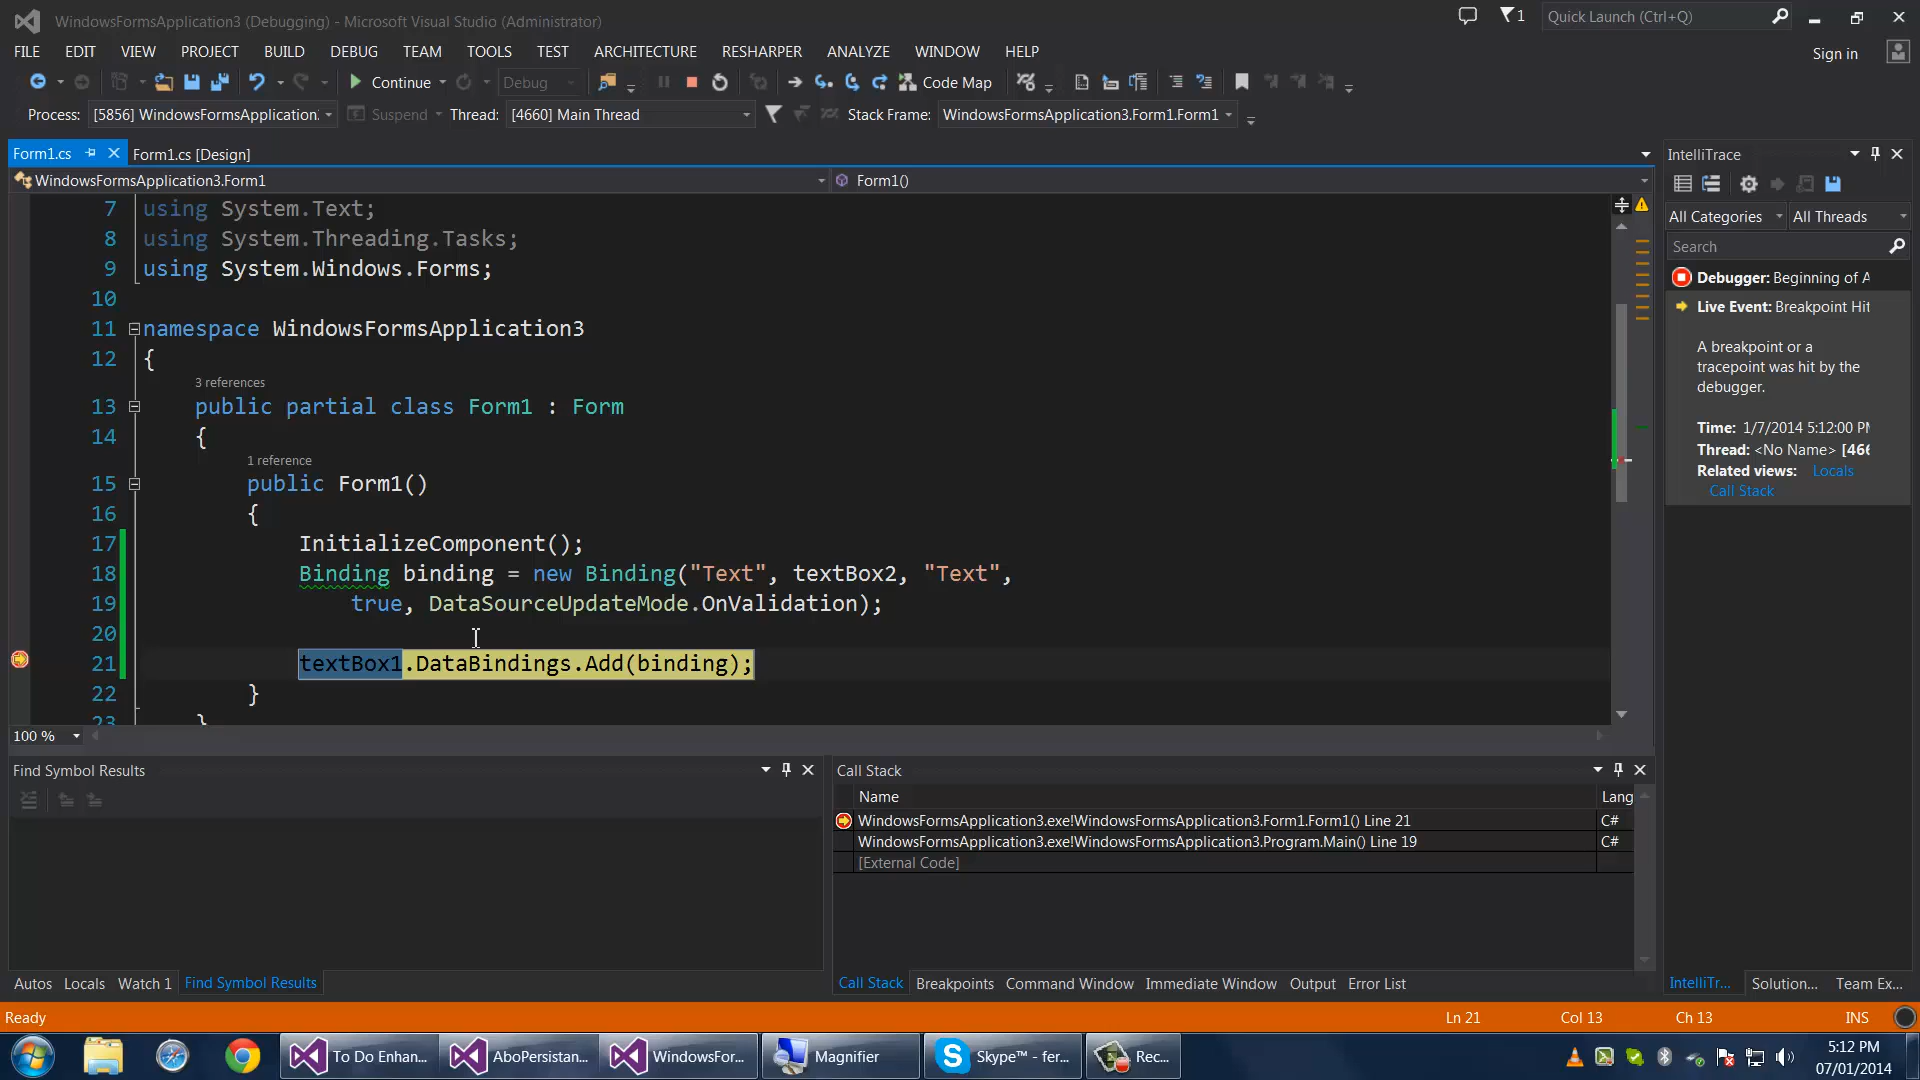 WindowsFormsApplication3 (Debugging) - Microsoft Visual Studio (Administrator)
1
Quick Launch (Ctrl+Q)
FILE EDIT VIEW PROJECT BUILD DEBUG TEAM TOOLS TEST ARCHITECTURE RESHARPER ANALYZE WINDOW HELP
Sign in
Continue Debug Code Map
Process: [5856] WindowsFormsApplication: Suspend Thread: [4660] Main Thread Stack Frame: WindowsFormsApplication3.Form1.Form1
Form1.cs Form1.cs [Design]
WindowsFormsApplication3.Form1 Form1()
7 using System.Text;
8 using System.Threading.Tasks;
9 using System.Windows.Forms;
10
11 namespace WindowsFormsApplication3
12 {
3 references
13 public partial class Form1 : Form
14 {
1 reference
15 public Form1()
16 {
17 InitializeComponent();
18 Binding binding = new Binding("Text", textBox2, "Text",
19 true, DataSourceUpdateMode.OnValidation);
20
21 textBox1.DataBindings.Add(binding);
22 }
23 }
100 %
IntelliTrace
All Categories All Threads
Search
Debugger: Beginning of A
Live Event: Breakpoint Hit
A breakpoint or a
tracepoint was hit by the
debugger.
Time: 1/7/2014 5:12:00 PM
Thread: <No Name> [466
Related views: Locals
Call Stack
Find Symbol Results
Call Stack
Name Lang
WindowsFormsApplication3.exe!WindowsFormsApplication3.Form1.Form1() Line 21 C#
WindowsFormsApplication3.exe!WindowsFormsApplication3.Program.Main() Line 19 C#
[External Code]
Autos Locals Watch 1 Find Symbol Results
Call Stack Breakpoints Command Window Immediate Window Output Error List
IntelliTr... Solution... Team Ex...
Ready Ln 21 Col 13 Ch 13 INS
To Do Enhan... AboPersistan... WindowsFor... Magnifier Skype™ - fer... Rec...
5:12 PM
07/01/2014